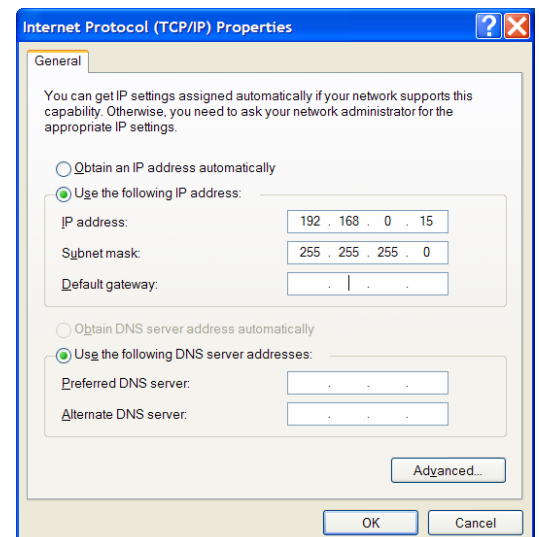 Internet Protocol (TCP/IP) Properties
General
You can get IP settings assigned automatically if your network supports this
capability. Otherwise, you need to ask your network administrator for the
appropriate IP settings.
Obtain an IP address automatically
Use the following IP address:
IP address: 192 . 168 . 0 . 15
Subnet mask: 255 . 255 . 255 . 0
Default gateway: . . .
Obtain DNS server address automatically
Use the following DNS server addresses:
Preferred DNS server: . . .
Alternate DNS server: . . .
Advanced...
OK Cancel